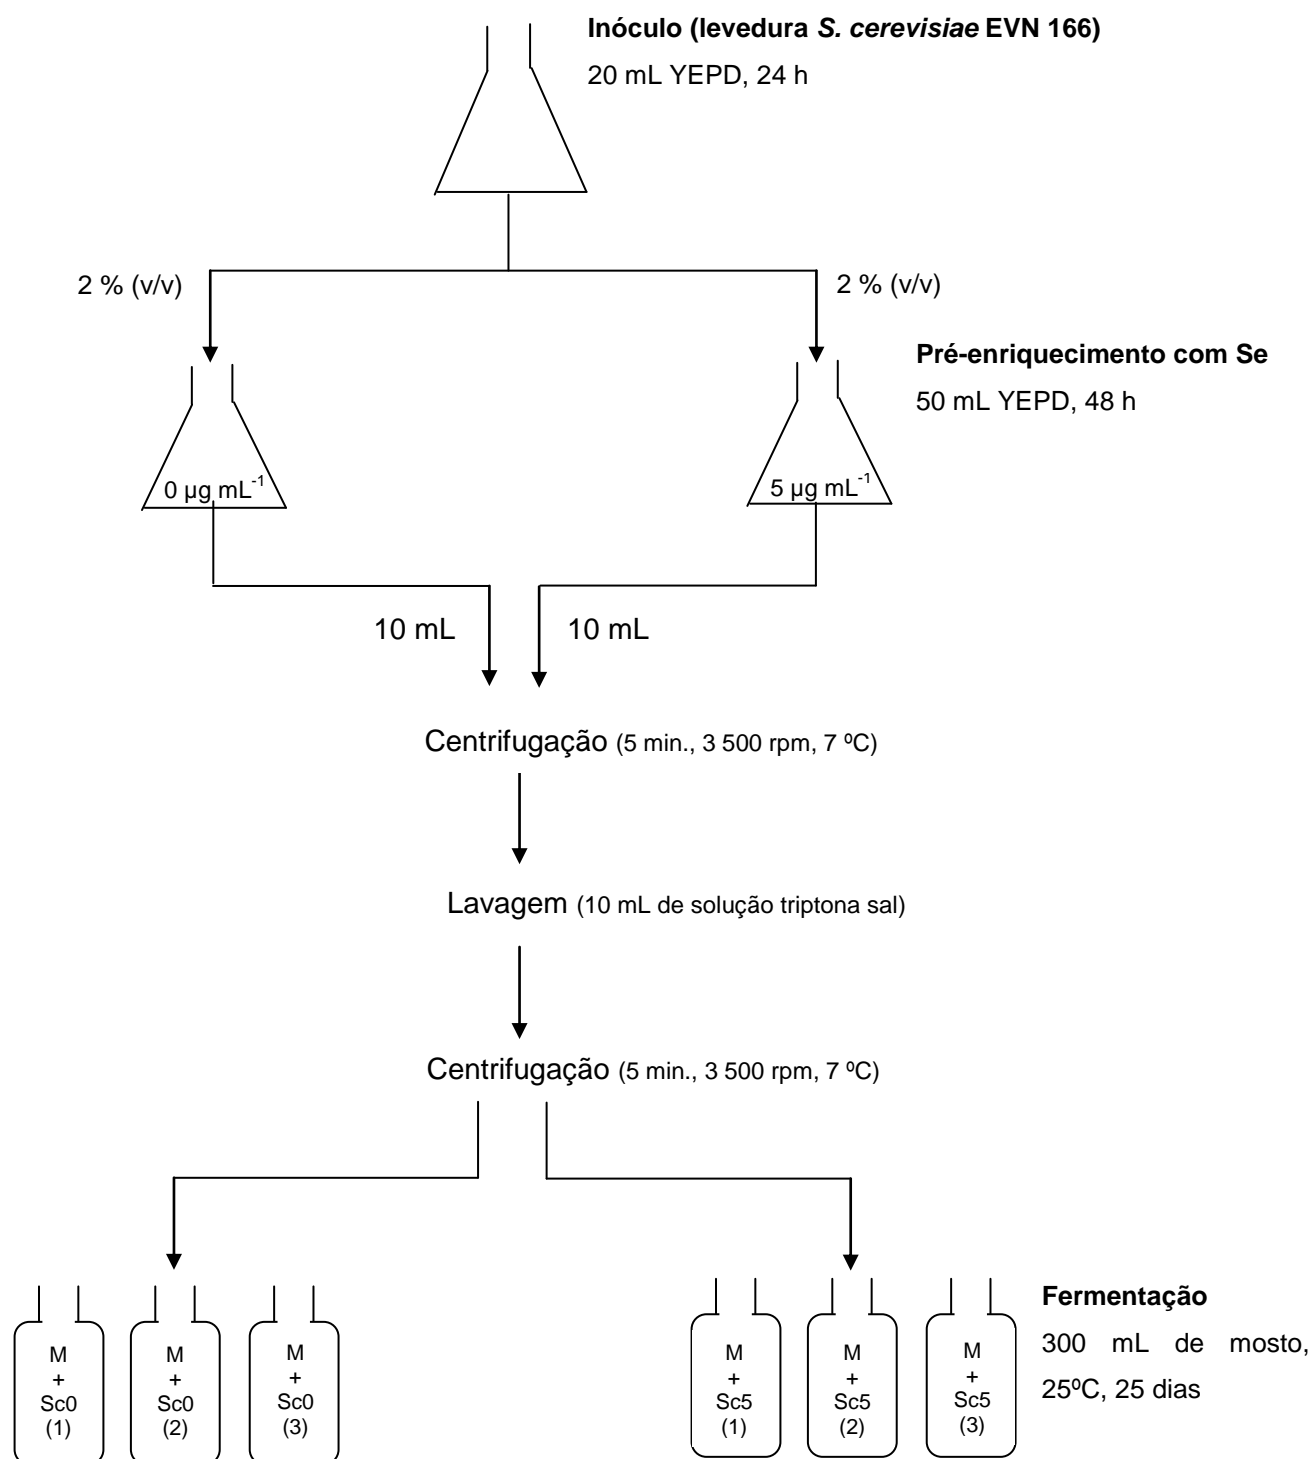 Inóculo (levedura S. cerevisiae EVN 166)
20 mL YEPD, 24 h
2 % (v/v)
2 % (v/v)
Pré-enriquecimento com Se
50 mL YEPD, 48 h
0 µg mL⁻¹
5 µg mL⁻¹
10 mL
10 mL
Centrifugação (5 min., 3 500 rpm, 7 ºC)
Lavagem (10 mL de solução triptona sal)
Centrifugação (5 min., 3 500 rpm, 7 ºC)
M
+
Sc0
(1)
M
+
Sc0
(2)
M
+
Sc0
(3)
M
+
Sc5
(1)
M
+
Sc5
(2)
M
+
Sc5
(3)
Fermentação
300 mL de mosto,
25ºC, 25 dias